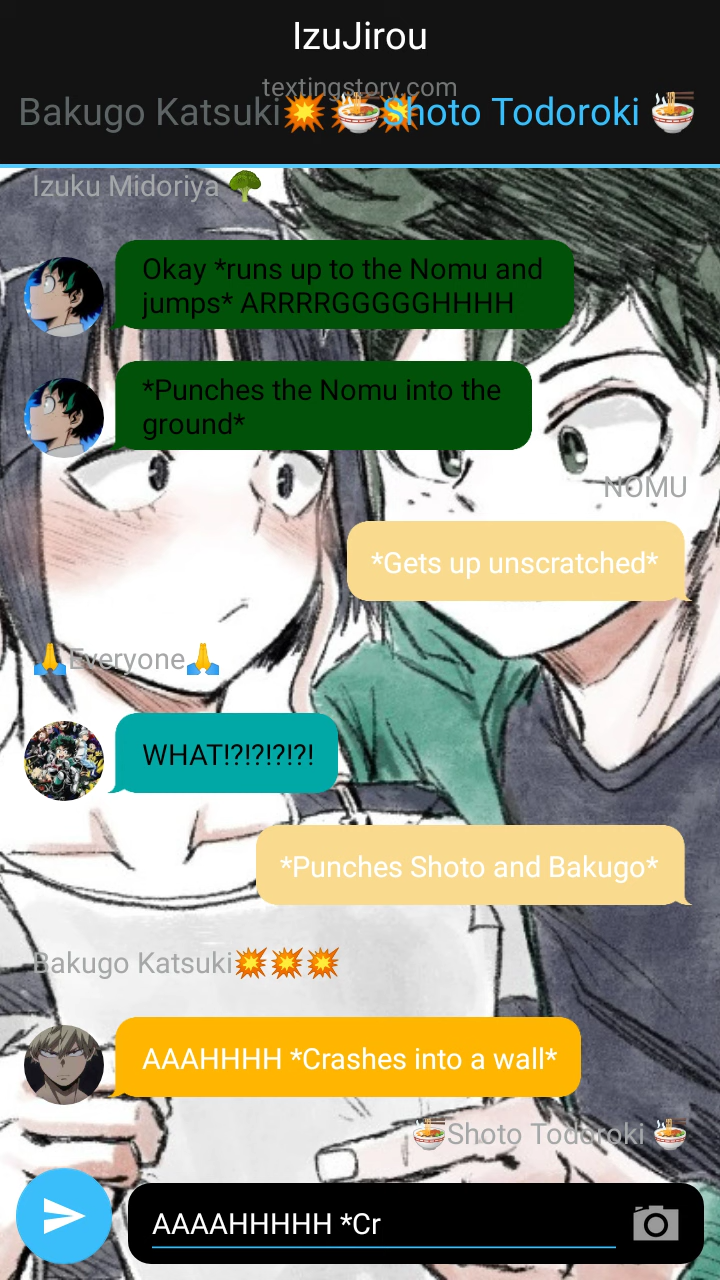 IzuJirou
textingstory.com
Bakugo Katsuki💥 🍜Shoto Todoroki 🍜
Izuku Midoriya 🥦
Okay *runs up to the Nomu and
jumps* ARRRRGGGGGHHHH
*Punches the Nomu into the
ground*
NOMU
*Gets up unscratched*
🙏Everyone🙏
WHAT!?!?!?!?!
*Punches Shoto and Bakugo*
Bakugo Katsuki💥💥💥
AAAHHHH *Crashes into a wall*
🍜Shoto Todoroki 🍜
AAAAHHHHH *Cr